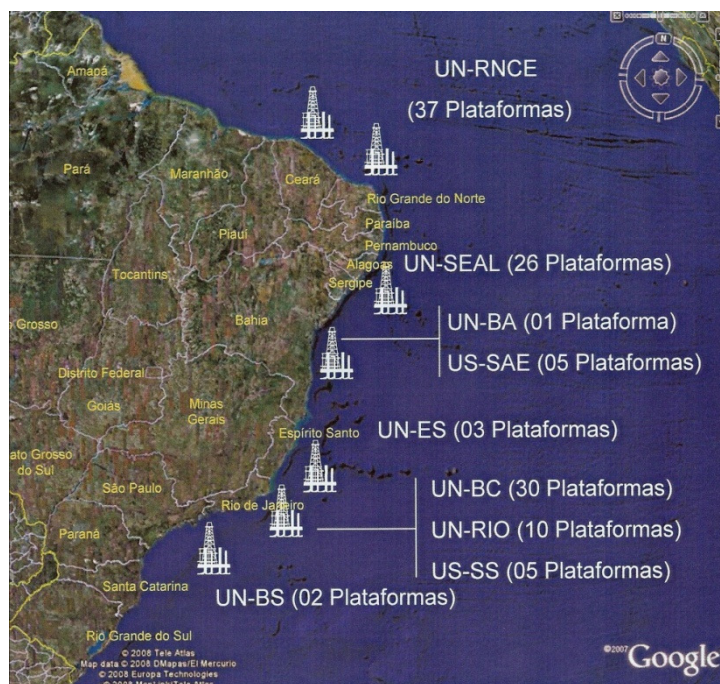 N
UN-RNCE
(37 Plataformas)
Amapá
Pará
Maranhão
Ceará
Rio Grande do Norte
Paraíba
Piauí
Pernambuco
Alagoas
UN-SEAL (26 Plataformas)
Tocantins
Sergipe
o Grosso
Bahia
UN-BA (01 Plataforma)
US-SAE (05 Plataformas)
Distrito Federal
Goiás
Minas
Gerais
Espírito Santo
UN-ES (03 Plataformas)
ato Grosso
do Sul
São Paulo
UN-BC (30 Plataformas)
Rio de Janeiro
UN-RIO (10 Plataformas)
Paraná
US-SS (05 Plataformas)
Santa Catarina
UN-BS (02 Plataformas)
Rio Grande do Sul
© 2008 Tele Atlas
Map data © 2008 DMapas/El Mercurio
© 2008 Europa Technologies
© 2008 MapLink/Tele Atlas
©2007 Google